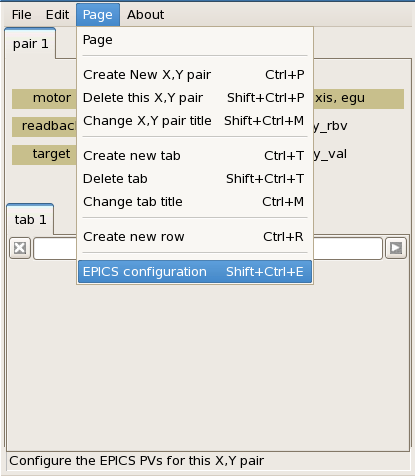 File Edit Page About
pair 1
Page
Create New X,Y pair Ctrl+P
Delete this X,Y pair Shift+Ctrl+P
motor xis, egu
Change X,Y pair title Shift+Ctrl+M
readbac y_rbv
Create new tab Ctrl+T
target y_val
Delete tab Shift+Ctrl+T
Change tab title Ctrl+M
tab 1
Create new row Ctrl+R
EPICS configuration Shift+Ctrl+E
Configure the EPICS PVs for this X,Y pair